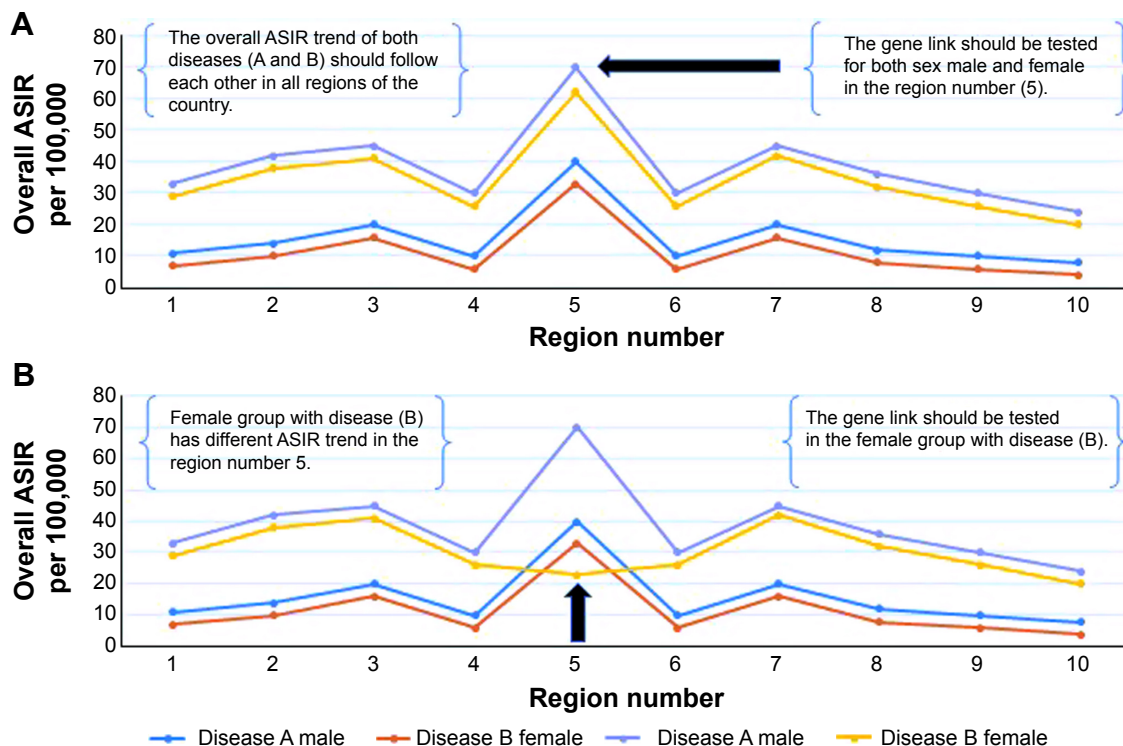 A
Overall ASIR
per 100,000
80
70
60
50
40
30
20
10
0
The overall ASIR trend of both
diseases (A and B) should follow
each other in all regions of the
country.
The gene link should be tested
for both sex male and female
in the region number (5).
1 2 3 4 5 6 7 8 9 10
Region number
B
Overall ASIR
per 100,000
80
70
60
50
40
30
20
10
0
Female group with disease (B)
has different ASIR trend in the
region number 5.
The gene link should be tested
in the female group with disease (B).
1 2 3 4 5 6 7 8 9 10
Region number
Disease A male Disease B female Disease A male Disease B female